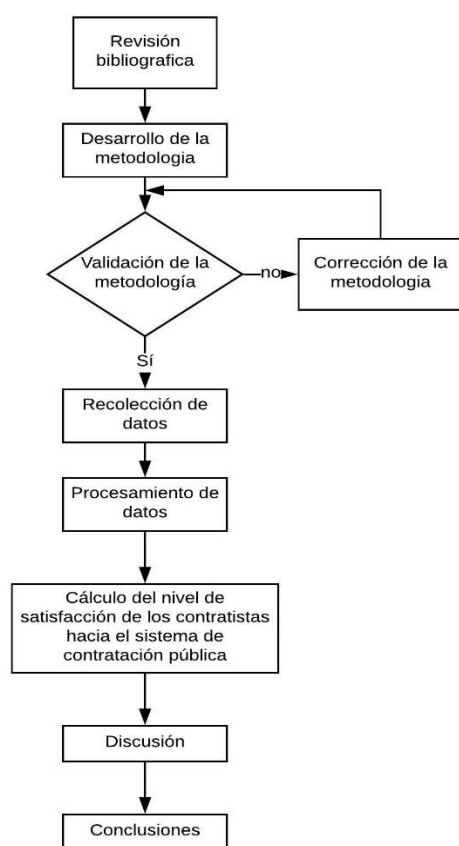 Revisión
bibliografica
Desarrollo de la
metodologia
Validación de la
metodología
no
Corrección de la
metodologia
Sí
Recolección de
datos
Procesamiento de
datos
Cálculo del nivel de
satisfacción de los contratistas
hacia el sistema de
contratación pública
Discusión
Conclusiones